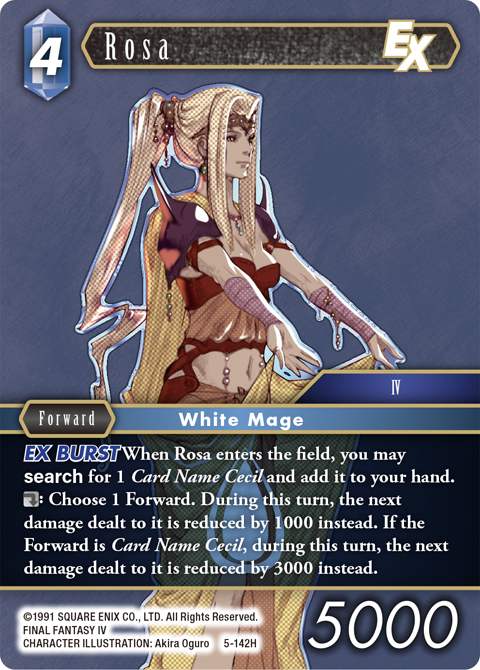 4
Rosa
EX
IV
Forward
White Mage
EX BURST When Rosa enters the field, you may
search for 1 Card Name Cecil and add it to your hand.
: Choose 1 Forward. During this turn, the next
damage dealt to it is reduced by 1000 instead. If the
Forward is Card Name Cecil, during this turn, the next
damage dealt to it is reduced by 3000 instead.
©1991 SQUARE ENIX CO., LTD. All Rights Reserved.
FINAL FANTASY IV
CHARACTER ILLUSTRATION: Akira Oguro 5-142H
5000